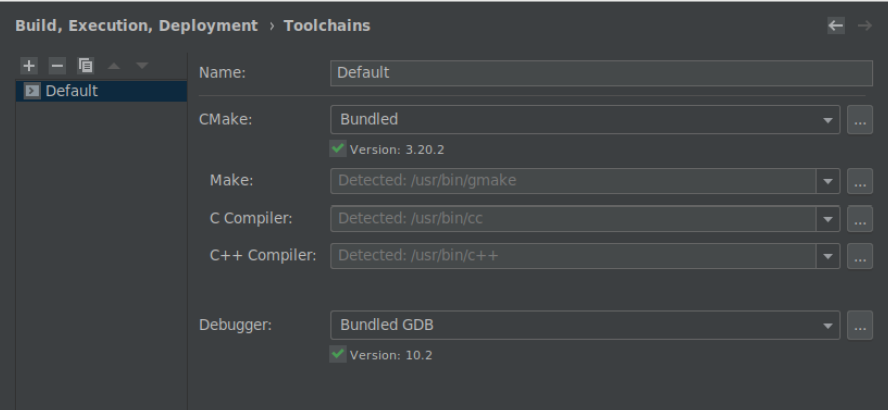 Build, Execution, Deployment › Toolchains
Default
Name: Default
CMake: Bundled ...
Version: 3.20.2
Make: Detected: /usr/bin/gmake ...
C Compiler: Detected: /usr/bin/cc ...
C++ Compiler: Detected: /usr/bin/c++ ...
Debugger: Bundled GDB ...
Version: 10.2